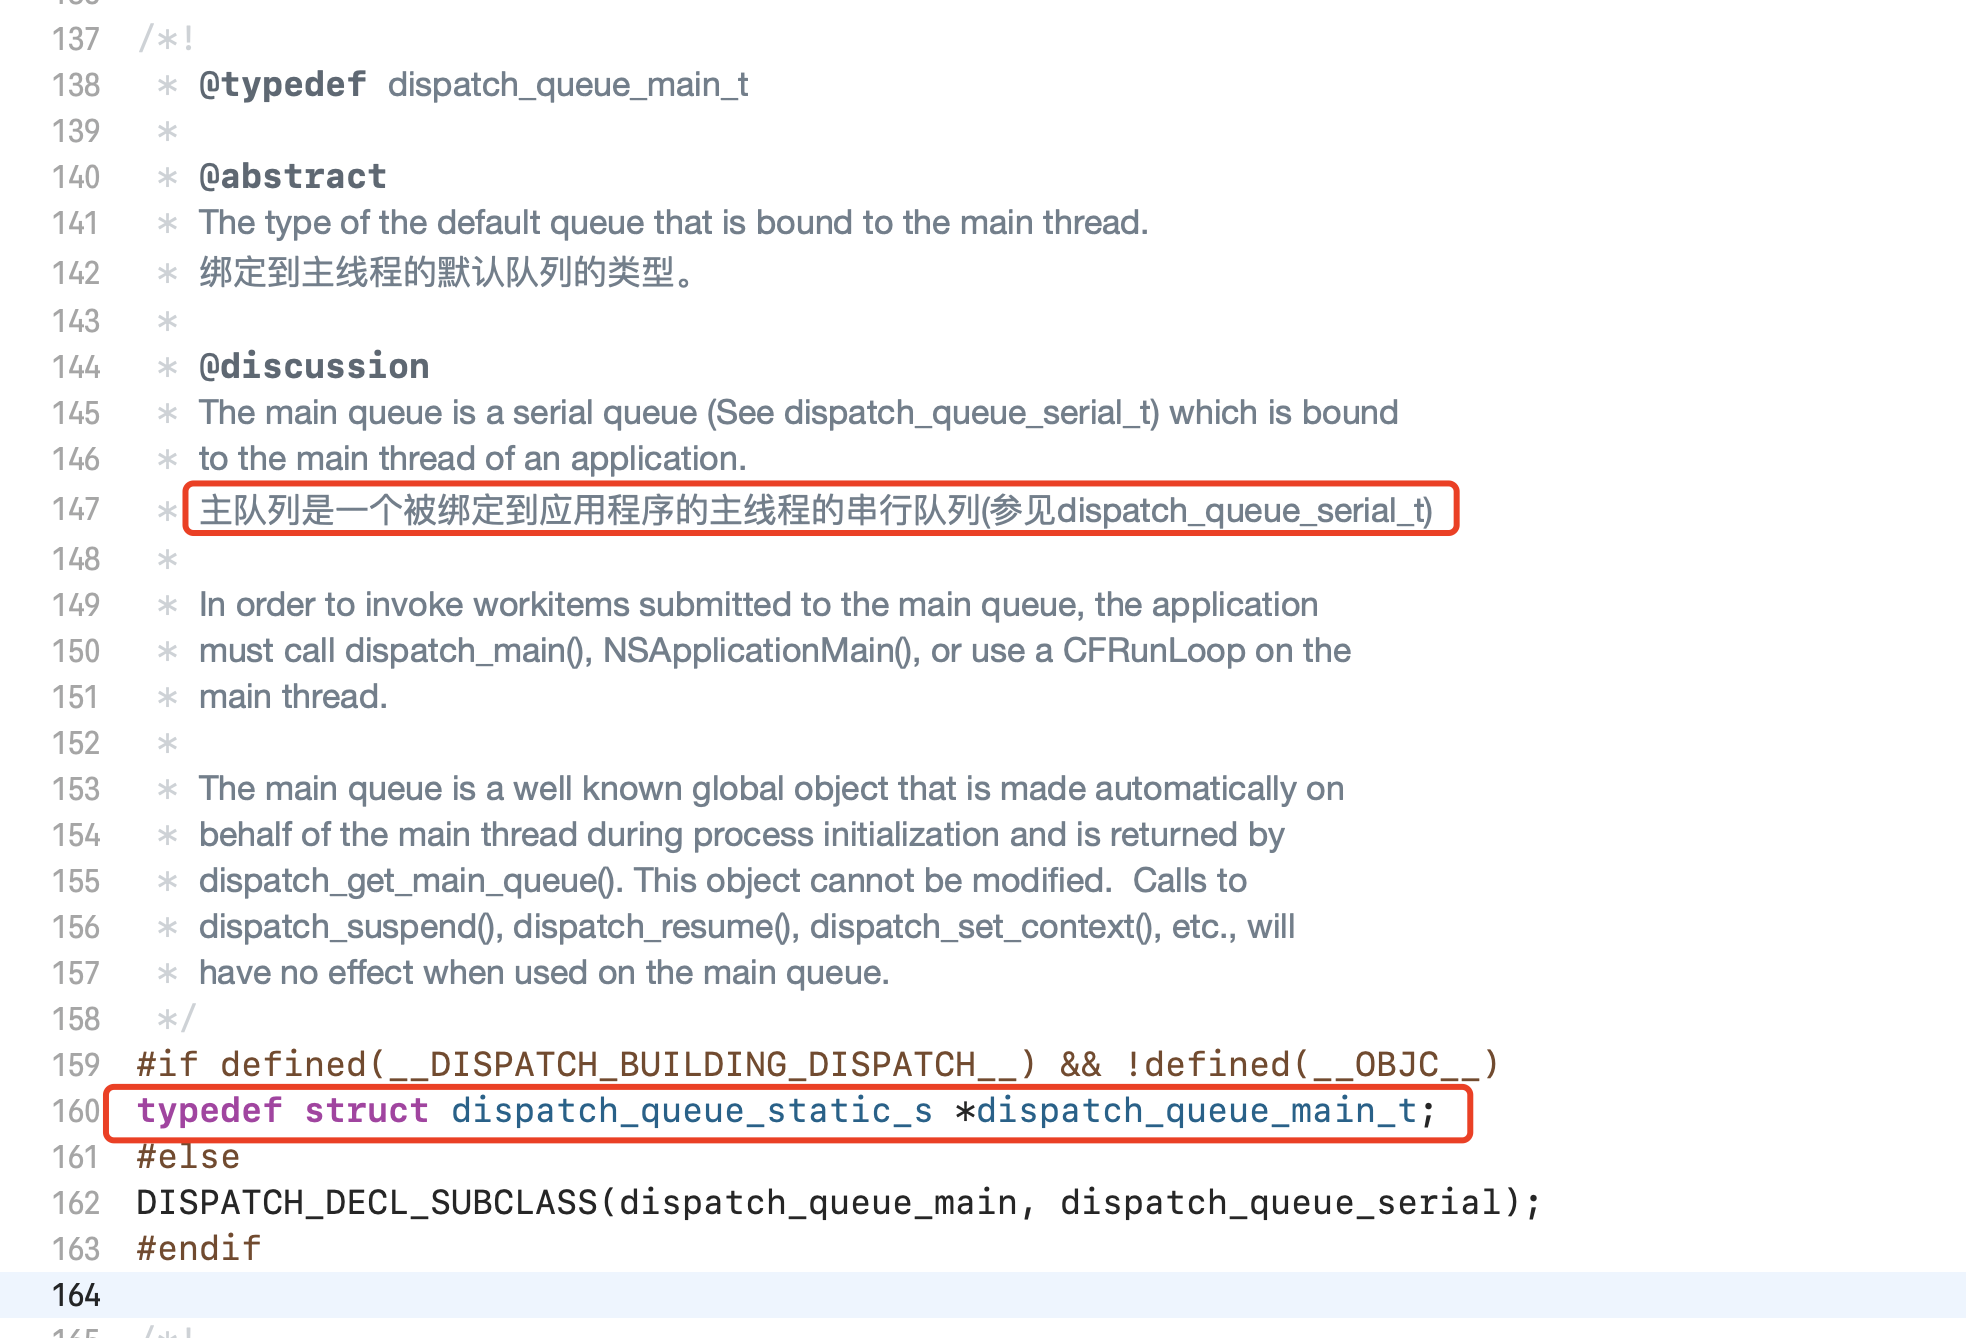 137 /*!
138  * @typedef dispatch_queue_main_t
139  *
140  * @abstract
141  * The type of the default queue that is bound to the main thread.
142  * 绑定到主线程的默认队列的类型。
143  *
144  * @discussion
145  * The main queue is a serial queue (See dispatch_queue_serial_t) which is bound
146  * to the main thread of an application.
147  * 主队列是一个被绑定到应用程序的主线程的串行队列(参见dispatch_queue_serial_t)
148  *
149  * In order to invoke workitems submitted to the main queue, the application
150  * must call dispatch_main(), NSApplicationMain(), or use a CFRunLoop on the
151  * main thread.
152  *
153  * The main queue is a well known global object that is made automatically on
154  * behalf of the main thread during process initialization and is returned by
155  * dispatch_get_main_queue(). This object cannot be modified.  Calls to
156  * dispatch_suspend(), dispatch_resume(), dispatch_set_context(), etc., will
157  * have no effect when used on the main queue.
158  */
159 #if defined(__DISPATCH_BUILDING_DISPATCH__) && !defined(__OBJC__)
160 typedef struct dispatch_queue_static_s *dispatch_queue_main_t;
161 #else
162 DISPATCH_DECL_SUBCLASS(dispatch_queue_main, dispatch_queue_serial);
163 #endif
164
165 /*!